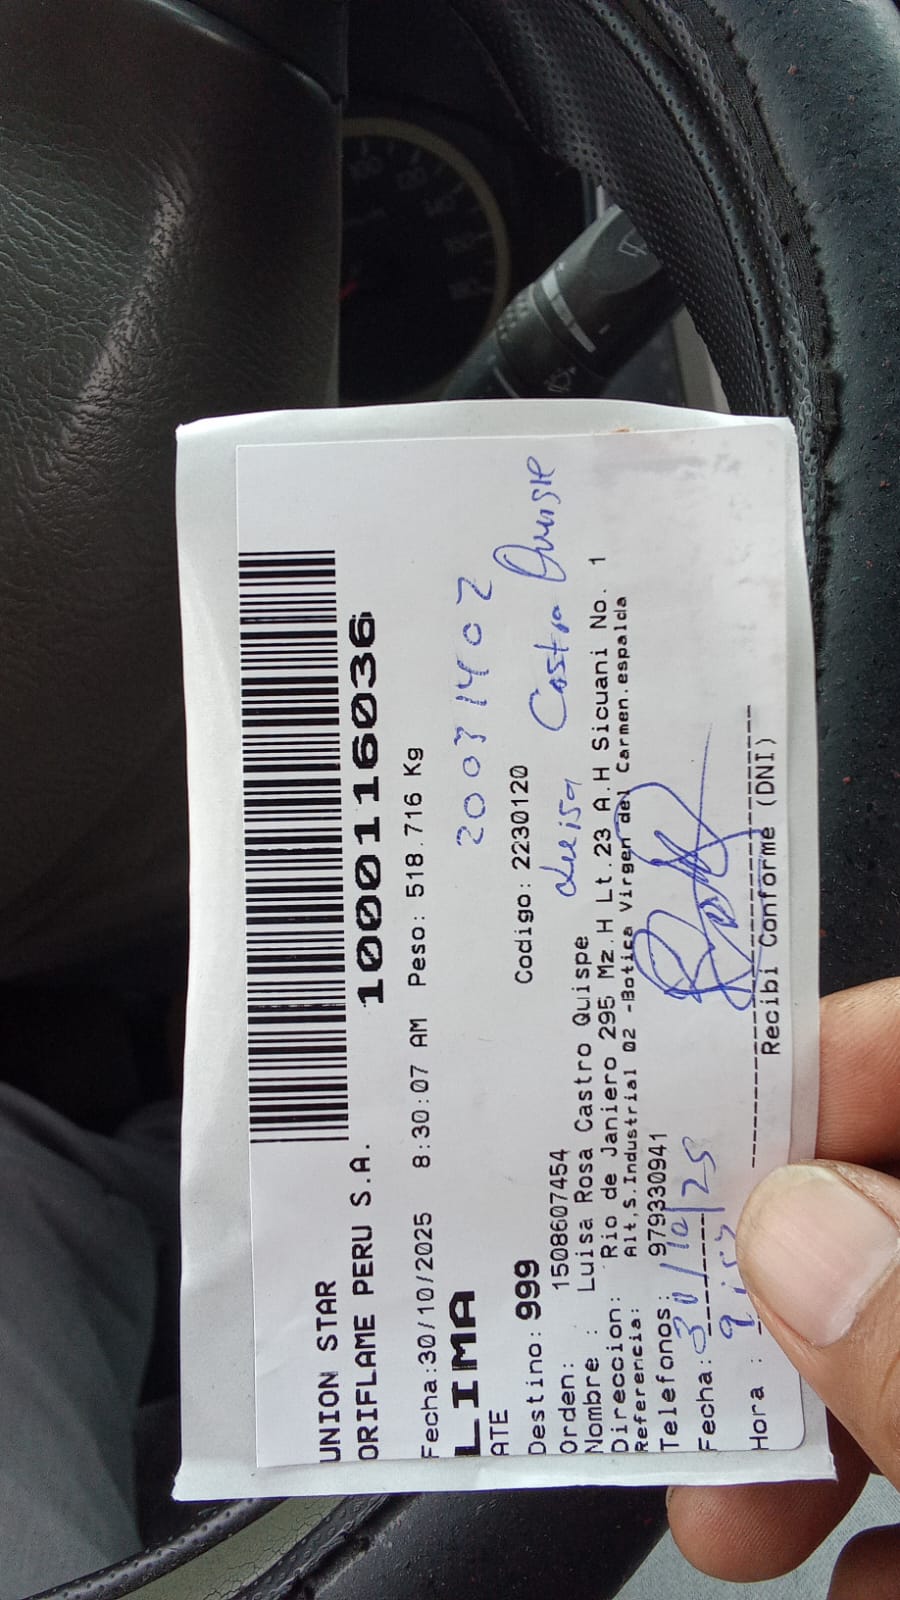 UNION STAR
ORIFLAME PERU S.A.
1000116036
Fecha:30/10/2025 8:30:07 AM Peso: 518.716 Kg
LIMA
20031402
ATE
Destino: 999 Codigo: 2230120
Luisa Castro Quispe
Orden: 1508607454
Nombre : Luisa Rosa Castro Quispe
Direccion: Rio de Janiero 295 Mz.H Lt.23 A.H Sicuani No. 1
Referencia: Alt,s.Industrial 02 -Botica Virgen del Carmen.espalda
Telefonos: 979330941
Fecha: 30/10/25
Hora :
Recibi Conforme (DNI)